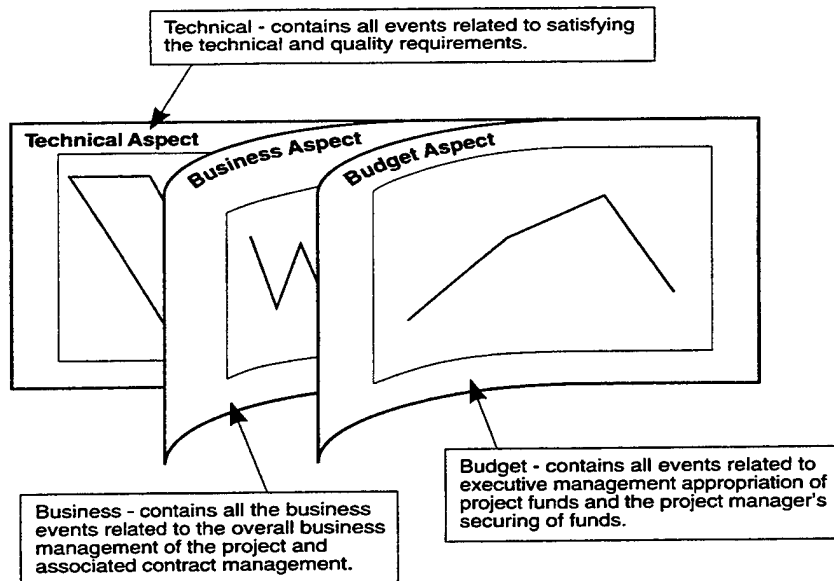 Technical - contains all events related to satisfying
the technical and quality requirements.
Technical Aspect
Business Aspect
Budget Aspect
Business - contains all the business
events related to the overall business
management of the project and
associated contract management.
Budget - contains all events related to
executive management appropriation of
project funds and the project manager's
securing of funds.